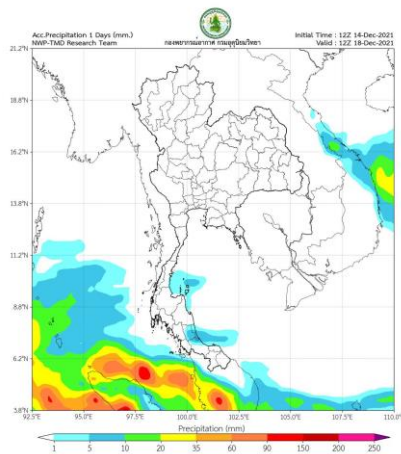 Acc.Precipitation 1 Days (mm.)
NWP-TMD Research Team
กองพยากรณ์อากาศ กรมอุตุนิยมวิทยา
Initial Time : 12Z 14-Dec-2021
Valid : 12Z 18-Dec-2021
21.2°N
18.8°N
16.2°N
13.8°N
11.2°N
8.8°N
6.2°N
3.8°N
92.5°E 95.0°E 97.5°E 100.0°E 102.5°E 105.0°E 107.5°E 110.0°E
Precipitation (mm)
1 5 10 20 35 60 90 150 200 250